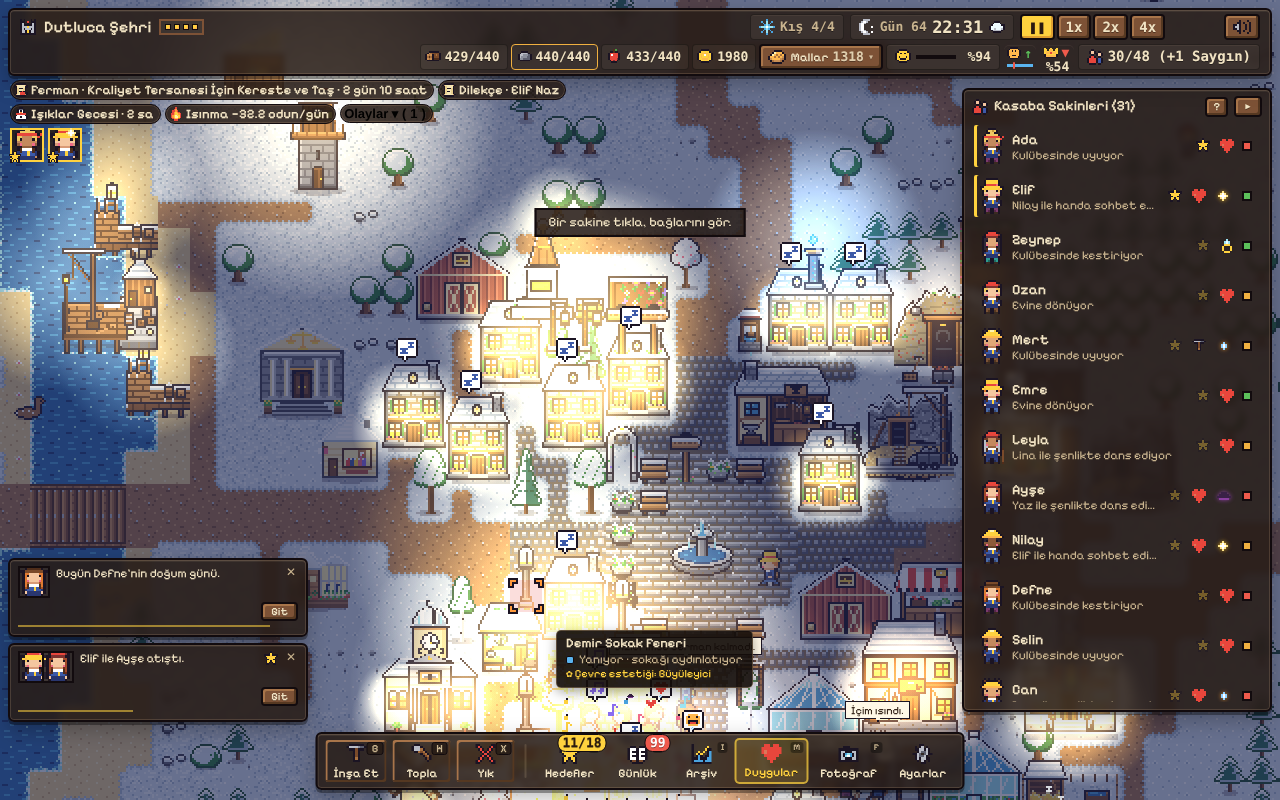 Dutluca Şehri
Kış 4/4
Gün 64 22:31
1x
2x
4x
429/440
440/440
433/440
1980
Mallar 1318
%94
%54
30/48 (+1 Saygın)
Ferman · Kraliyet Tersanesi İçin Kereste ve Taş · 2 gün 10 saat
Dilekçe · Elif Naz
Işıklar Gecesi · 2 sa
Isınma -32.2 odun/gün
Olaylar ▾ ( 1 )
Kasaba Sakinleri (31)
?
Ada
Kulübesinde uyuyor
Elif
Nilay ile handa sohbet e...
Zeynep
Kulübesinde kestiriyor
Ozan
Evine dönüyor
Mert
Kulübesinde uyuyor
Emre
Evine dönüyor
Leyla
Lina ile şenlikte dans ediyor
Ayşe
Yaz ile şenlikte dans edi...
Nilay
Elif ile handa sohbet edi...
Defne
Kulübesinde kestiriyor
Selin
Kulübesinde uyuyor
Can
Bir sakine tıkla, bağlarını gör.
Bugün Defne'nin doğum günü.
Git
Elif ile Ayşe atıştı.
Git
Demir Sokak Feneri
Yanıyor · sokağı aydınlatıyor
Çevre estetiği: Büyüleyici
İçim ısındı.
İnşa Et
B
Topla
H
Yık
X
11/18
Hedefler
99
Günlük
Arşiv
I
Duygular
M
Fotoğraf
F
Ayarlar